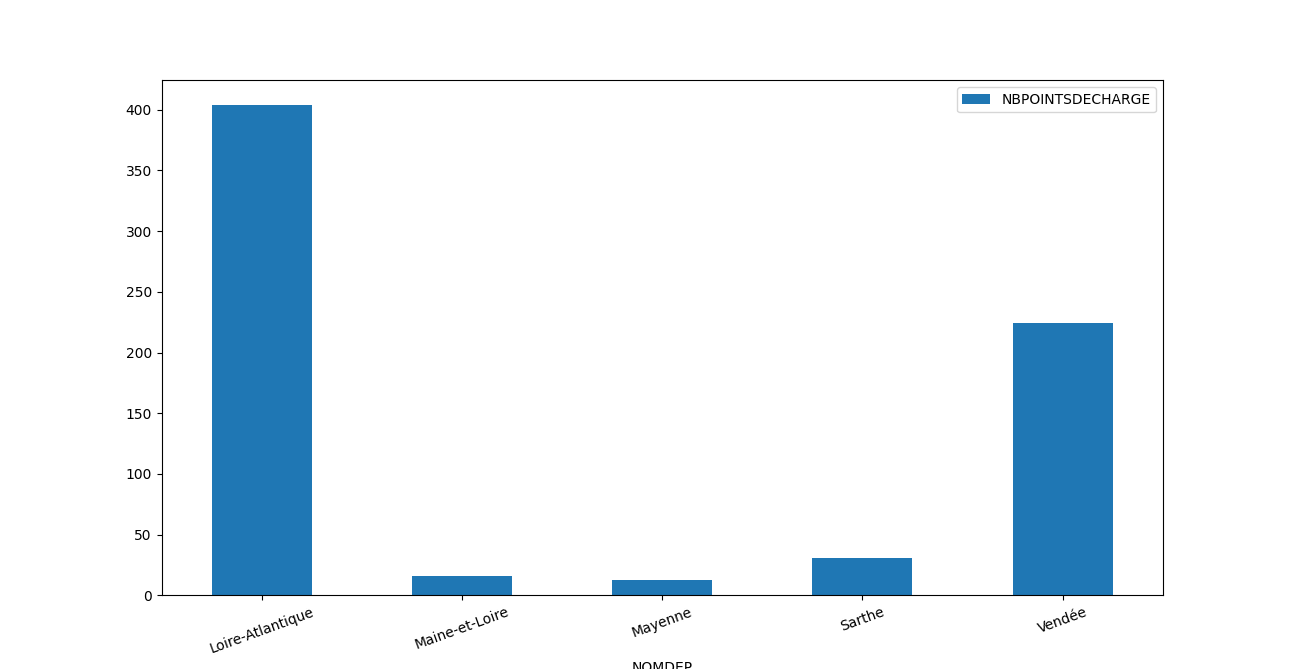 NBPOINTSDECHARGE
400
350
300
250
200
150
100
50
0
Loire-Atlantique
Maine-et-Loire
Mayenne
Sarthe
Vendée
NOMDEP